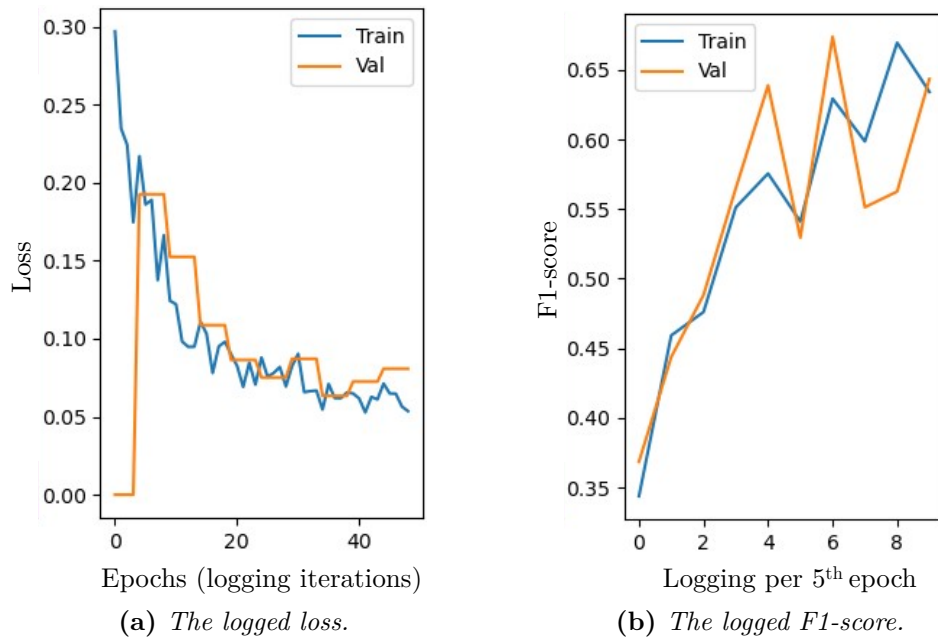 0.30
0.25
0.20
0.15
0.10
0.05
0.00
Loss
Train
Val
0
20
40
Epochs (logging iterations)
(a) The logged loss.
0.65
0.60
0.55
0.50
0.45
0.40
0.35
F1-score
Train
Val
0
2
4
6
8
Logging per 5th epoch
(b) The logged F1-score.